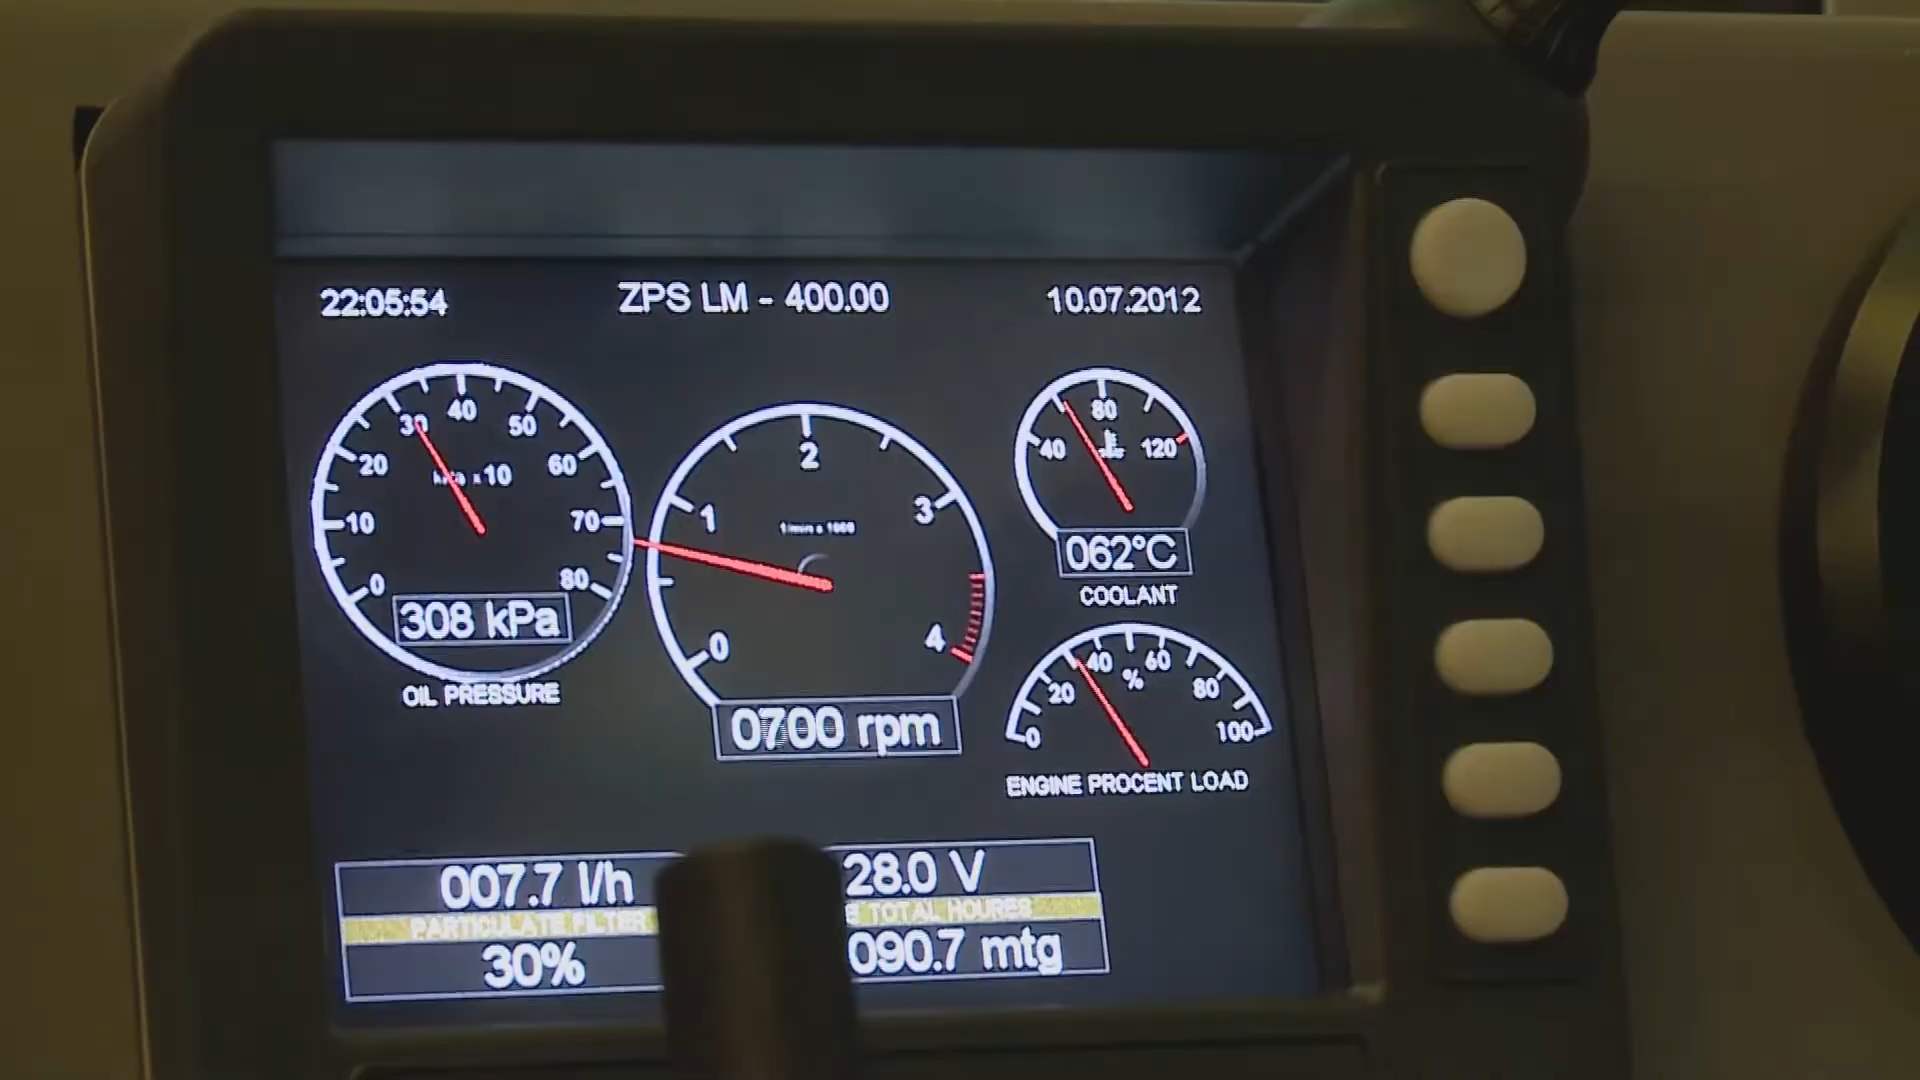 22:05:54 ZPS LM - 400.00 10.07.2012
0 10 20 30 40 50 60 70 80
x 10
308 kPa
OIL PRESSURE
0 1 2 3 4
1/min x 1000
0700 rpm
40 80 120
062°C
COOLANT
0 20 40 60 80 100
%
ENGINE PROCENT LOAD
007.7 l/h 28.0 V
PARTICULATE FILTER TOTAL HOURES
30% 090.7 mtg